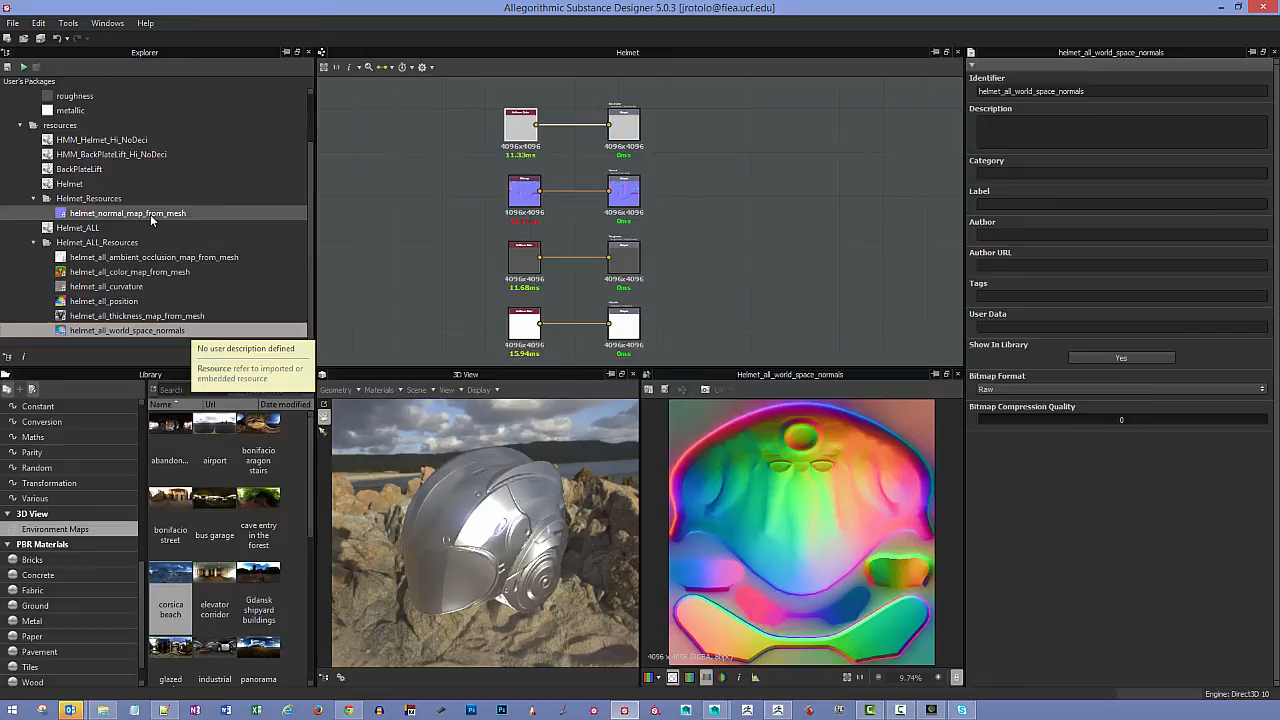 Allegorithmic Substance Designer 5.0.3 [ jrotolo@fiea.ucf.edu]
File Edit Tools Windows Help
Explorer
User's Packages
roughness
metallic
resources
HMM_Helmet_Hi_NoDeci
HMM_BackPlateLift_Hi_NoDeci
BackPlateLift
Helmet
Helmet_Resources
helmet_normal_map_from_mesh
Helmet_ALL
Helmet_ALL_Resources
helmet_all_ambient_occlusion_map_from_mesh
helmet_all_color_map_from_mesh
helmet_all_curvature
helmet_all_position
helmet_all_thickness_map_from_mesh
helmet_all_world_space_normals
No user description defined.
Resource refer to imported or
embedded resource
Library
Search
Constant
Conversion
Maths
Parity
Random
Transformation
Various
3D View
Environment Maps
PBR Materials
Bricks
Concrete
Fabric
Ground
Metal
Paper
Pavement
Tiles
Wood
Name Url Date modified
abandon... airport bonifacio
aragon
stairs
bonifacio
street
bus garage
cave entry
in the
forest
corsica
beach
elevator
corridor
Gdansk
shipyard
buildings
glazed industrial panorama
Helmet
4096x4096 4096x4096
11.33ms 0ms
4096x4096 4096x4096
0ms
4096x4096 4096x4096
11.68ms 0ms
4096x4096 4096x4096
15.94ms 0ms
3D View
Geometry Materials Scene View Display
Helmet_all_world_space_normals
UV
4096 x 4096 (RGBA, 8bpc)
9.74%
helmet_all_world_space_normals
Identifier
helmet_all_world_space_normals
Description
Category
Label
Author
Author URL
Tags
User Data
Show In Library
Yes
Bitmap Format
Raw
Bitmap Compression Quality
0
Engine: Direct3D 10